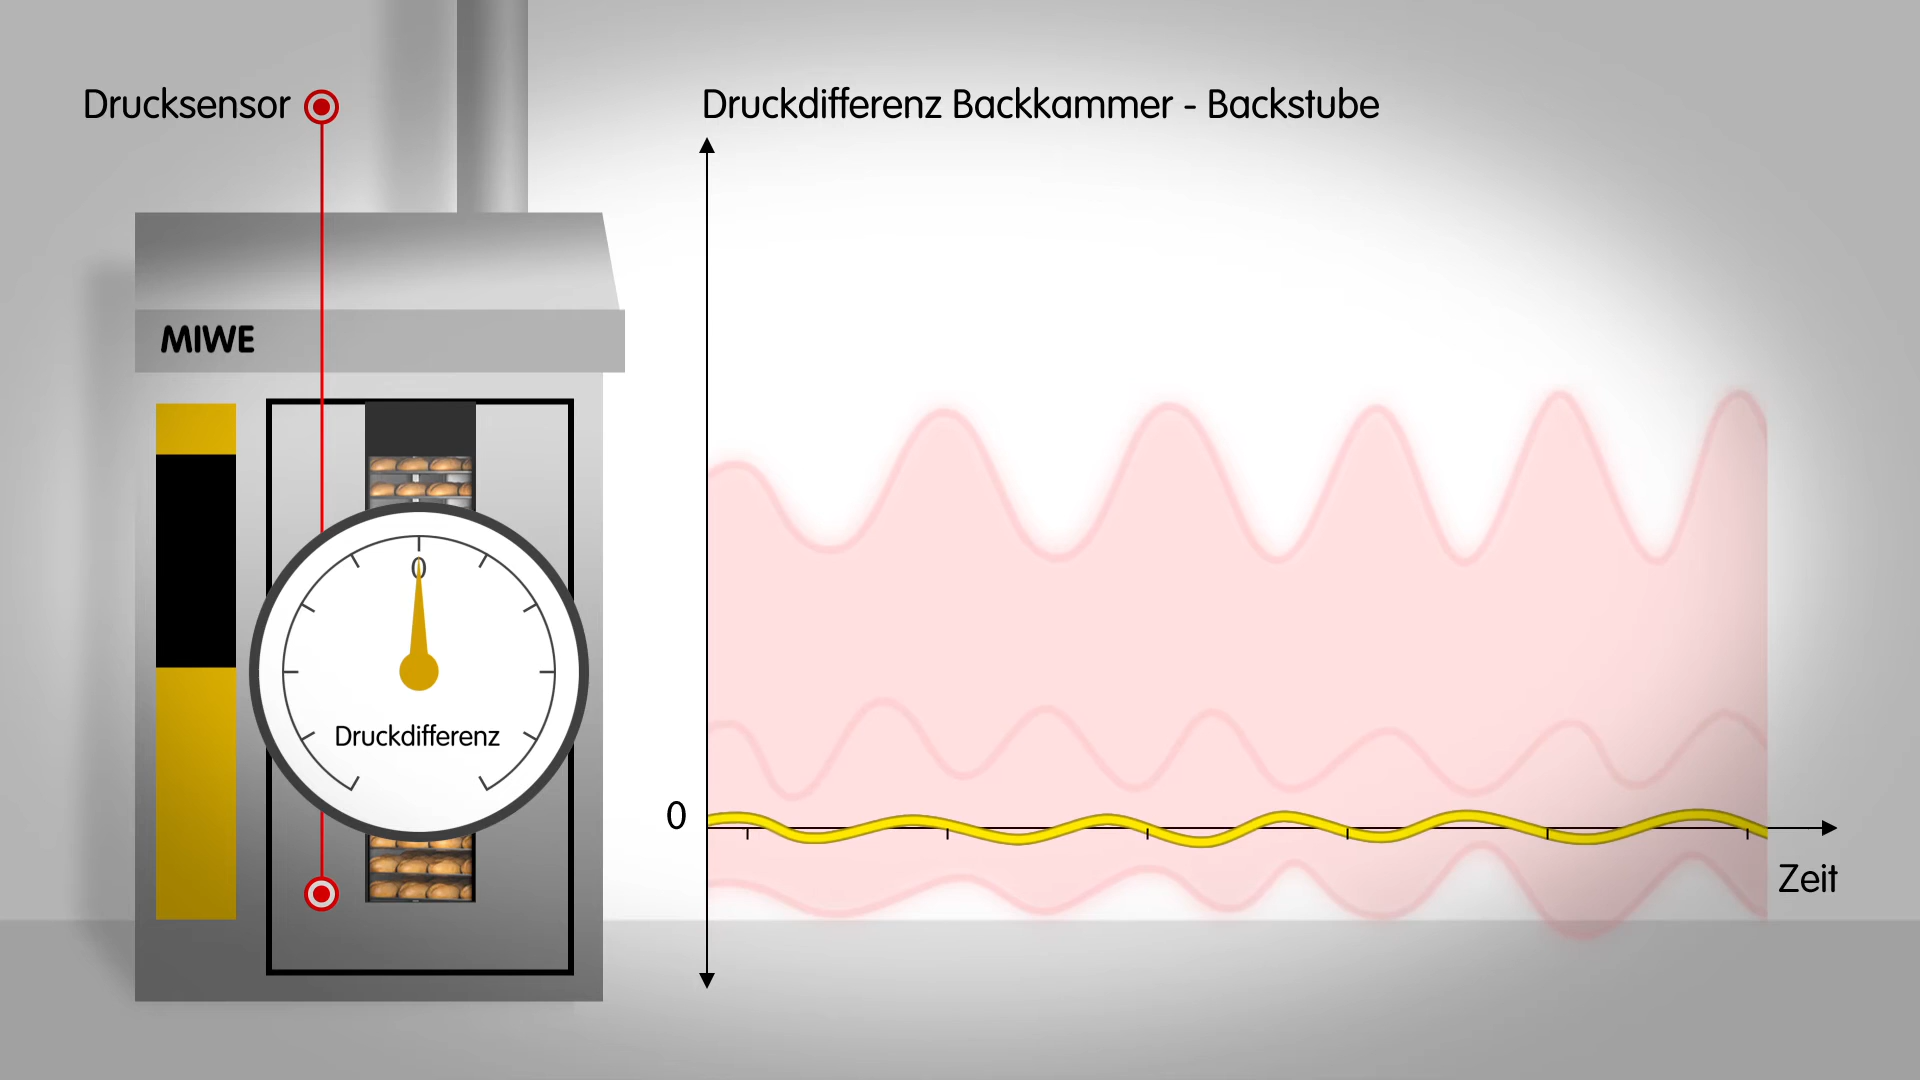 Drucksensor
Druckdifferenz Backkammer - Backstube
MIWE
0
Druckdifferenz
0
Zeit